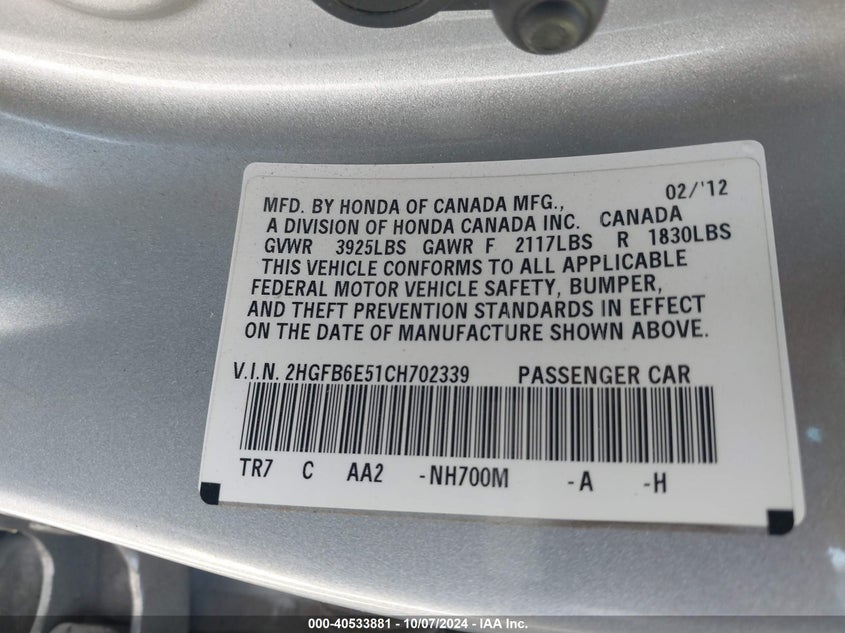 MFD. BY HONDA OF CANADA MFG., 02/'12
A DIVISION OF HONDA CANADA INC. CANADA
GVWR 3925LBS GAWR F 2117LBS R 1830LBS
THIS VEHICLE CONFORMS TO ALL APPLICABLE
FEDERAL MOTOR VEHICLE SAFETY, BUMPER,
AND THEFT PREVENTION STANDARDS IN EFFECT
ON THE DATE OF MANUFACTURE SHOWN ABOVE.
V.I.N. 2HGFB6E51CH702339 PASSENGER CAR
TR7 C AA2 -NH700M -A -H
000-40533881 - 10/07/2024 - IAA Inc.